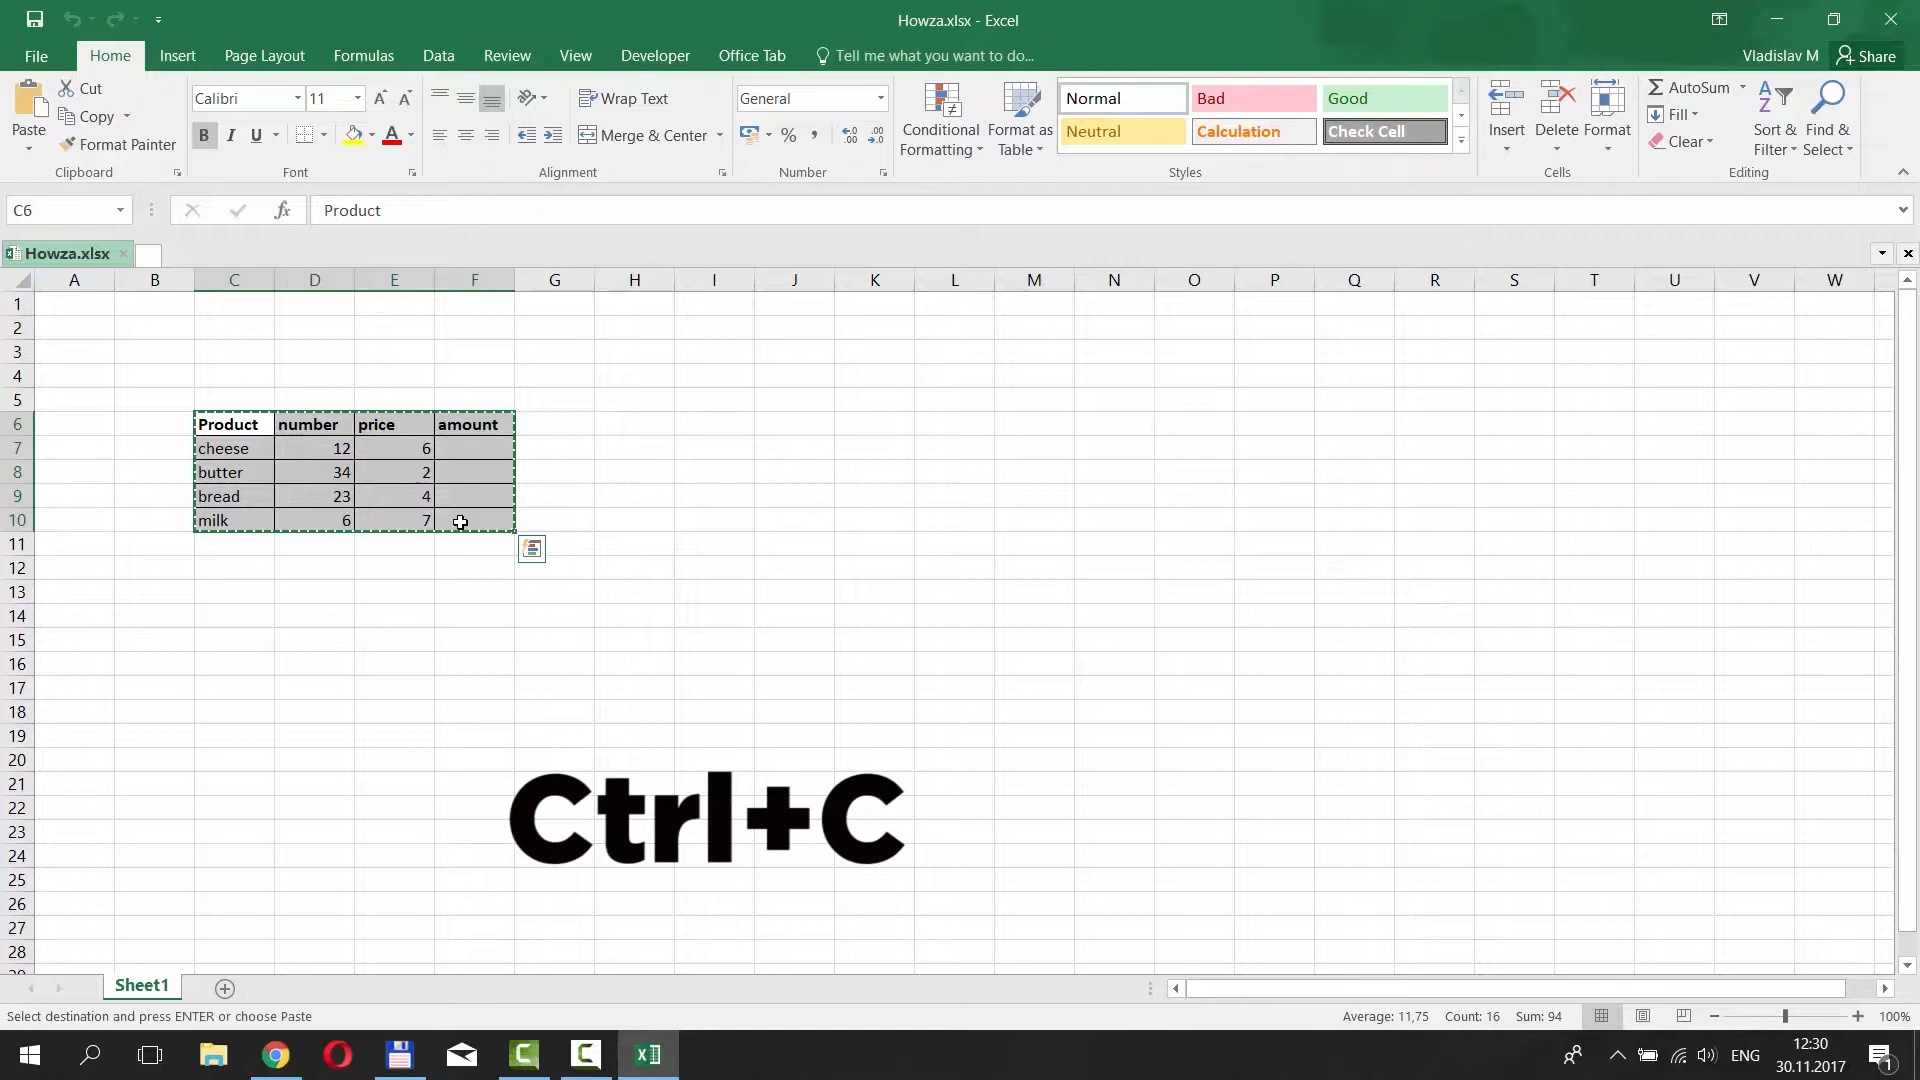 Howza.xlsx - Excel
File Home Insert Page Layout Formulas Data Review View Developer Office Tab Tell me what you want to do... Vladislav M Share
Paste
Cut
Copy
Format Painter
Clipboard
Calibri 11
B I U
Font
Wrap Text
Merge & Center
Alignment
General
%
Number
Conditional Formatting
Format as Table
Normal Bad Good
Neutral Calculation Check Cell
Styles
Insert Delete Format
Cells
AutoSum
Fill
Clear
Sort & Filter
Find & Select
Editing
C6 fx Product
Howza.xlsx
A B C D E F G H I J K L M N O P Q R S T U V W
1
2
3
4
5
6 Product number price amount
7 cheese 12 6
8 butter 34 2
9 bread 23 4
10 milk 6 7
11
12
13
14
15
16
17
18
19
20
21
22
23
24
25
26
27
28
Ctrl+C
Sheet1
Select destination and press ENTER or choose Paste Average: 11,75 Count: 16 Sum: 94 100%
ENG 12:30
30.11.2017
1